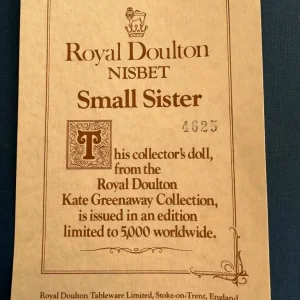 Royal Doulton
NISBET
Small Sister
4625
This collector's doll,
from the
Royal Doulton
Kate Greenaway Collection,
is issued in an edition
limited to 5,000 worldwide.
Royal Doulton Tableware Limited, Stoke-on-Trent, England